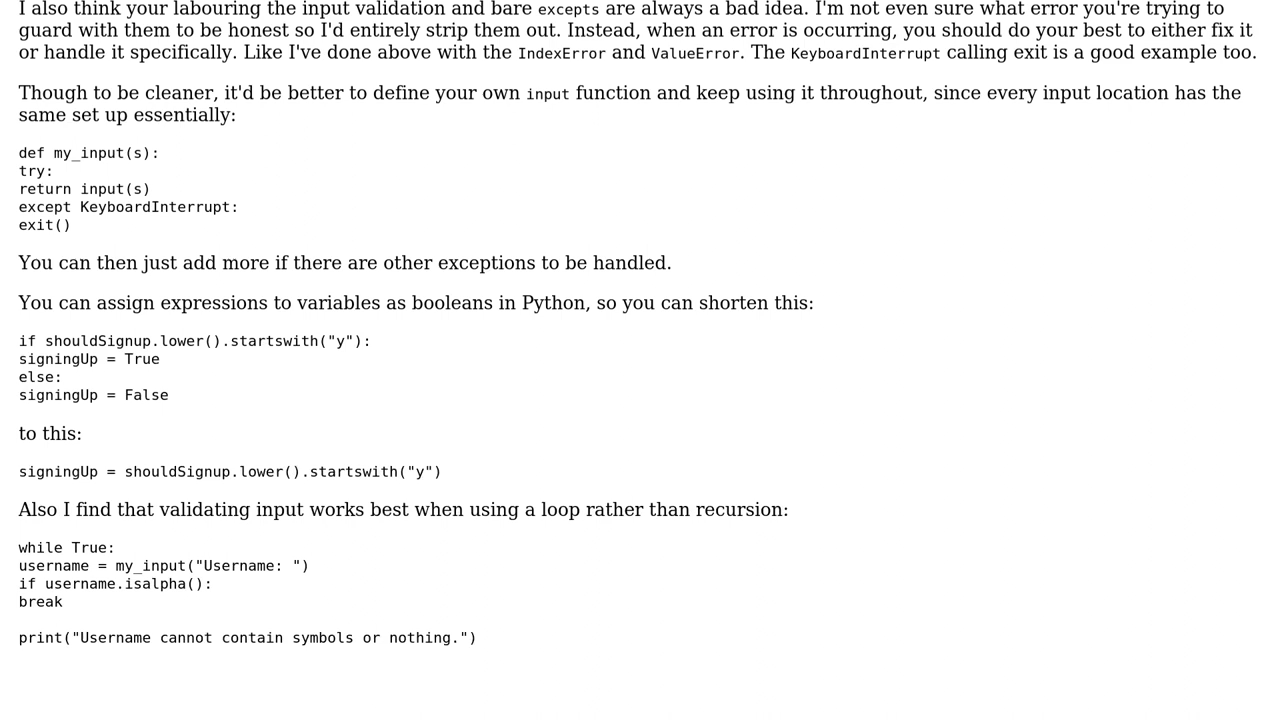 I also think your labouring the input validation and bare excepts are always a bad idea. I'm not even sure what error you're trying to
guard with them to be honest so I'd entirely strip them out. Instead, when an error is occurring, you should do your best to either fix it
or handle it specifically. Like I've done above with the IndexError and ValueError. The KeyboardInterrupt calling exit is a good example too.
Though to be cleaner, it'd be better to define your own input function and keep using it throughout, since every input location has the
same set up essentially:
def my_input(s):
try:
return input(s)
except KeyboardInterrupt:
exit()
You can then just add more if there are other exceptions to be handled.
You can assign expressions to variables as booleans in Python, so you can shorten this:
if shouldSignup.lower().startswith("y"):
signingUp = True
else:
signingUp = False
to this:
signingUp = shouldSignup.lower().startswith("y")
Also I find that validating input works best when using a loop rather than recursion:
while True:
username = my_input("Username: ")
if username.isalpha():
break
print("Username cannot contain symbols or nothing.")